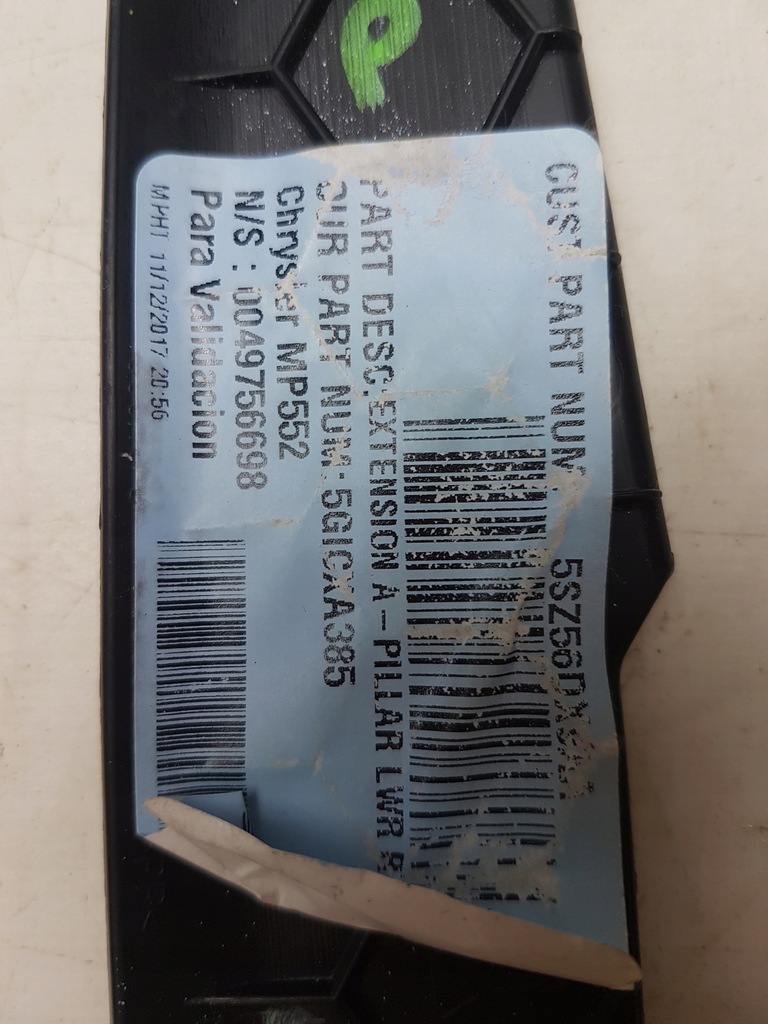 CUST PART NUM
PART DESC:EXTENSION A-PILLAR LWR R
OUR PART NUM:5GICXA385
Chrysler MP552
N/S : 0049756698
Para Validacion
MPHI 11/12/2017 20:56